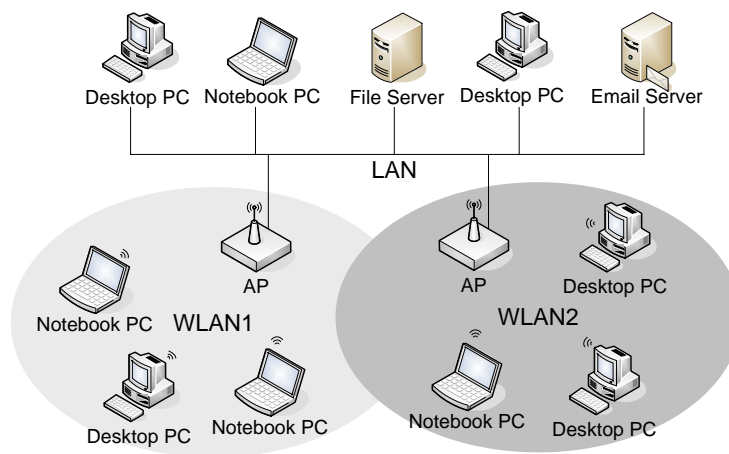 Desktop PC Notebook PC File Server Desktop PC Email Server
LAN
AP AP Desktop PC
Notebook PC WLAN1 WLAN2
Desktop PC Notebook PC Notebook PC Desktop PC